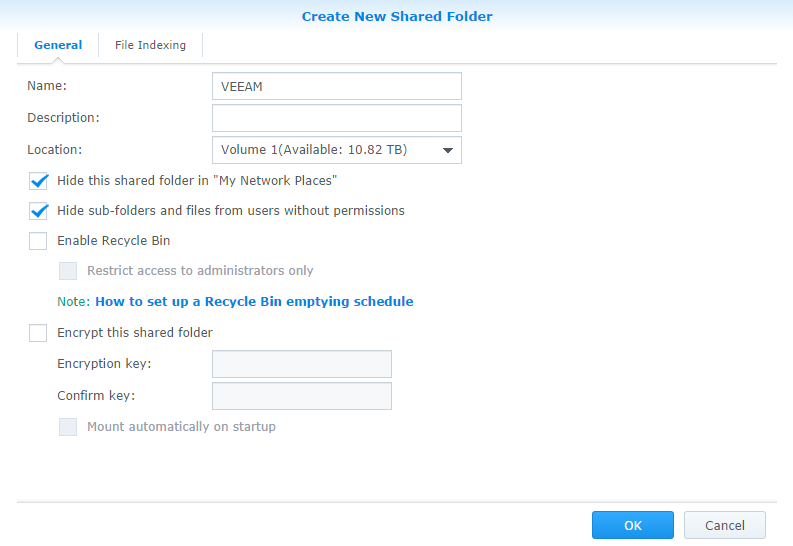 Create New Shared Folder
General File Indexing
Name: VEEAM
Description:
Location: Volume 1(Available: 10.82 TB)
Hide this shared folder in "My Network Places"
Hide sub-folders and files from users without permissions
Enable Recycle Bin
Restrict access to administrators only
Note: How to set up a Recycle Bin emptying schedule
Encrypt this shared folder
Encryption key:
Confirm key:
Mount automatically on startup
OK Cancel